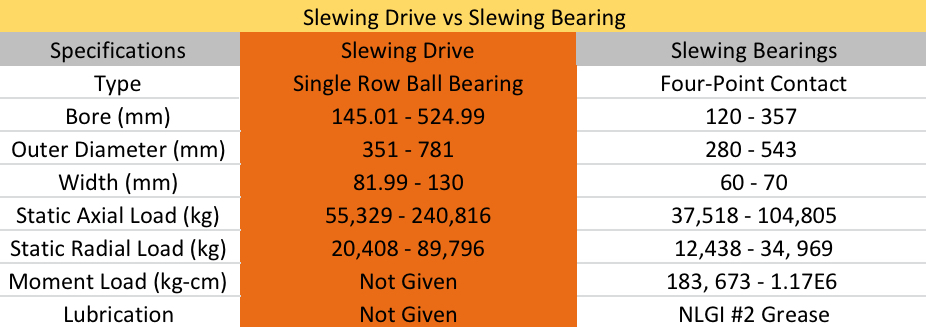 Slewing Drive vs Slewing Bearing
Specifications Slewing Drive Slewing Bearings
Type Single Row Ball Bearing Four-Point Contact
Bore (mm) 145.01 - 524.99 120 - 357
Outer Diameter (mm) 351 - 781 280 - 543
Width (mm) 81.99 - 130 60 - 70
Static Axial Load (kg) 55,329 - 240,816 37,518 - 104,805
Static Radial Load (kg) 20,408 - 89,796 12,438 - 34, 969
Moment Load (kg-cm) Not Given 183, 673 - 1.17E6
Lubrication Not Given NLGI #2 Grease